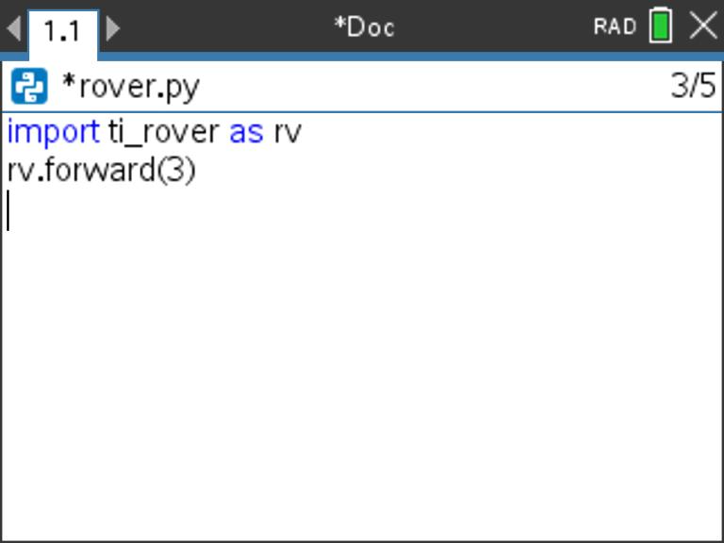 1.1
*Doc
RAD
*rover.py
3/5
import ti_rover as rv
rv.forward(3)